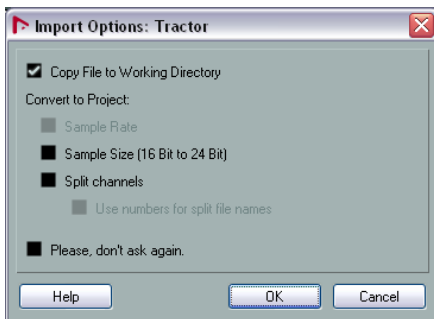 Import Options: Tractor
Copy File to Working Directory
Convert to Project:
Sample Rate
Sample Size (16 Bit to 24 Bit)
Split channels
Use numbers for split file names
Please, don't ask again.
Help
OK
Cancel